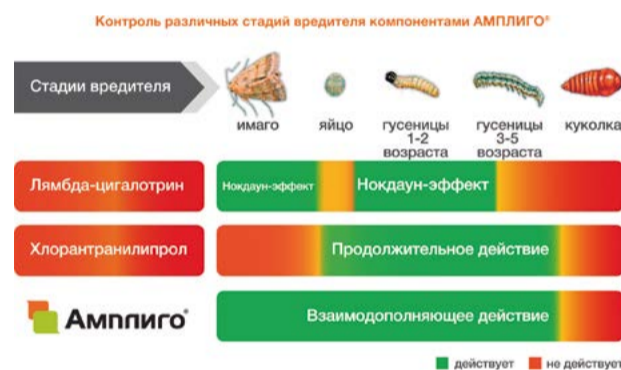 Контроль различных стадий вредителя компонентами АМПЛИГО®
Стадии вредителя
имаго
яйцо
гусеницы
1-2
возраста
гусеницы
3-5
возраста
куколка
Лямбда-цигалотрин
Нокдаун-эффект
Нокдаун-эффект
Хлорантранилипрол
Продолжительное действие
Амплиго®
Взаимодополняющее действие
действует
не действует